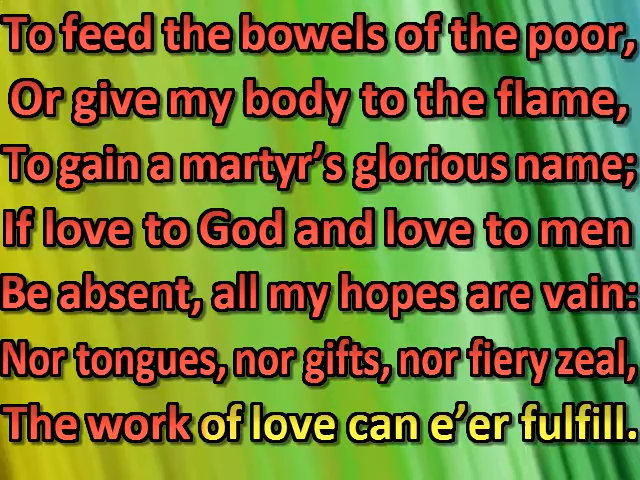 To feed the bowels of the poor,
Or give my body to the flame,
To gain a martyr’s glorious name;
If love to God and love to men
Be absent, all my hopes are vain:
Nor tongues, nor gifts, nor fiery zeal,
The work of love can e’er fulfill.